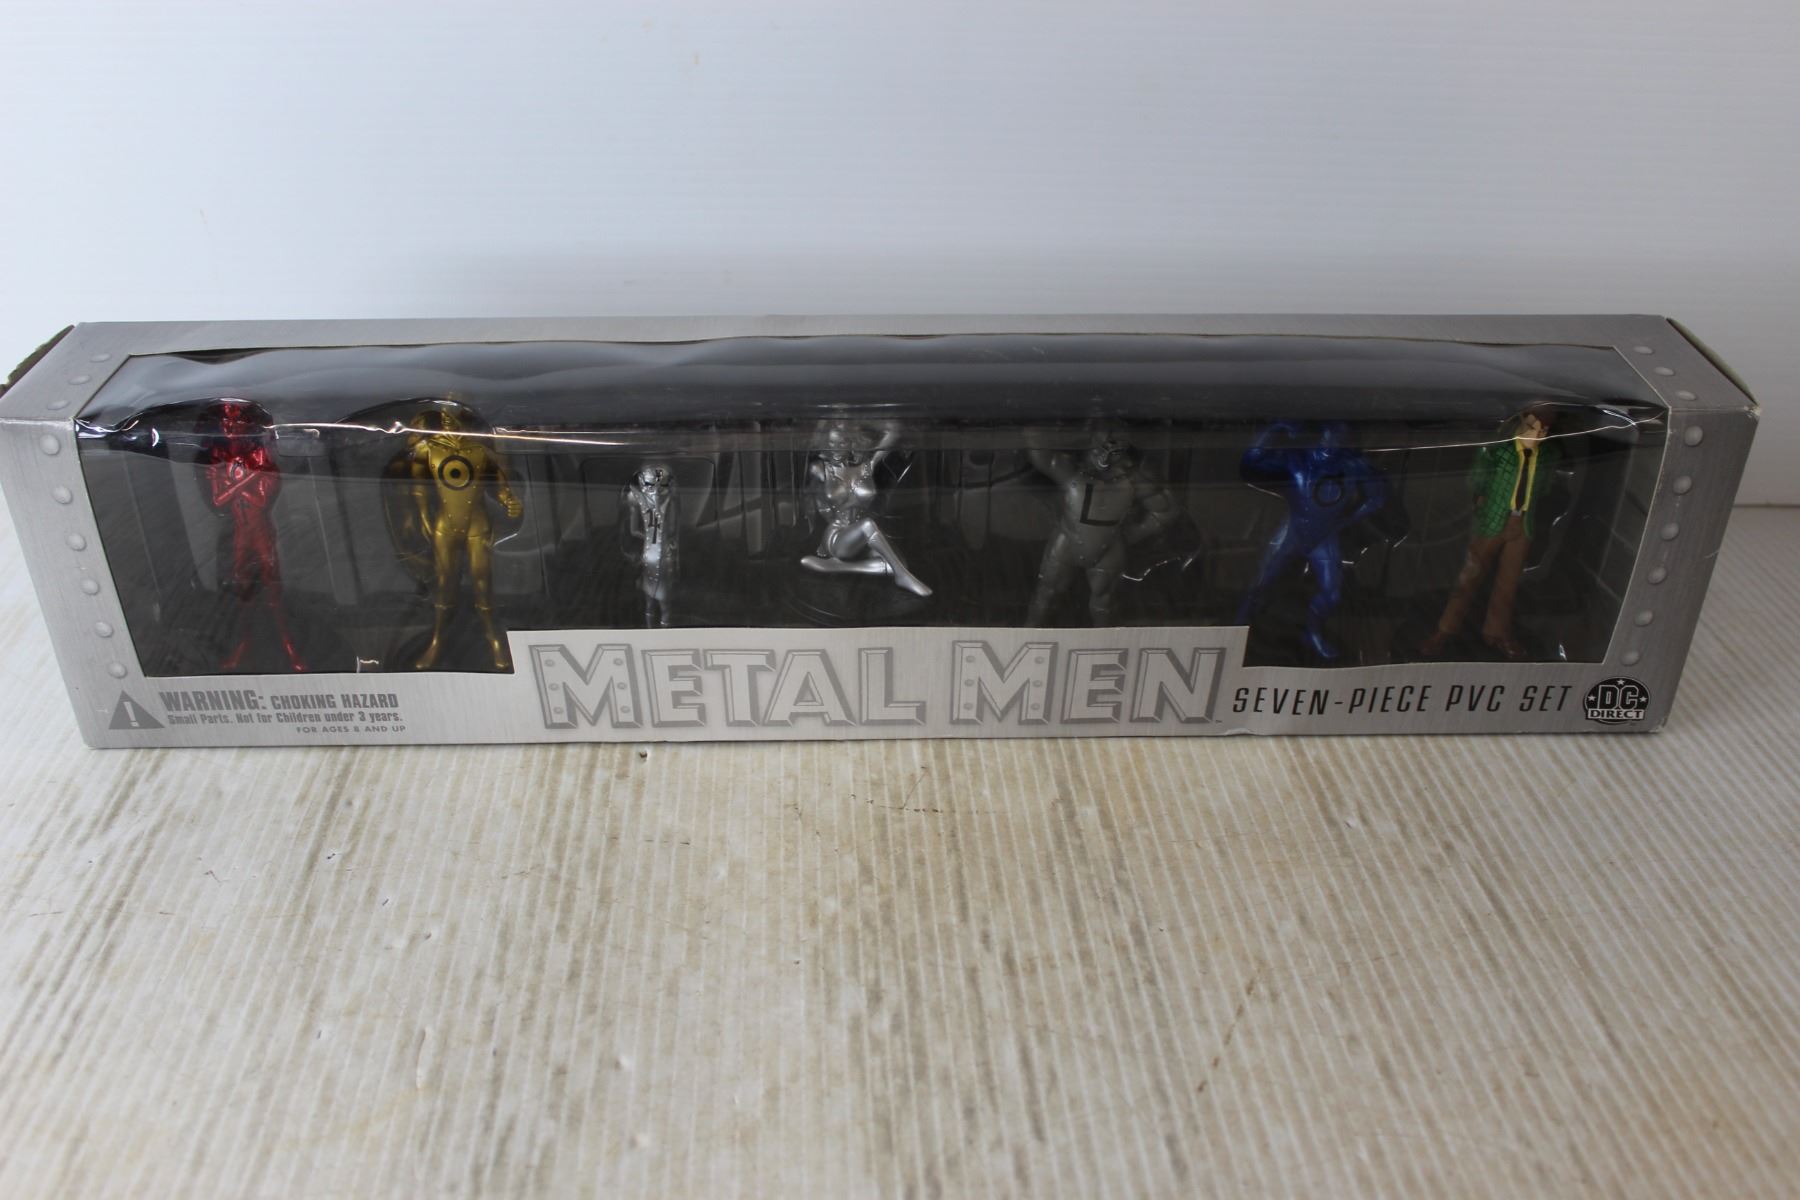 L
WARNING: CHOKING HAZARD
Small Parts. Not for Children under 3 years.
FOR AGES 8 AND UP
METAL MEN™
SEVEN-PIECE PVC SET
DC
DIRECT